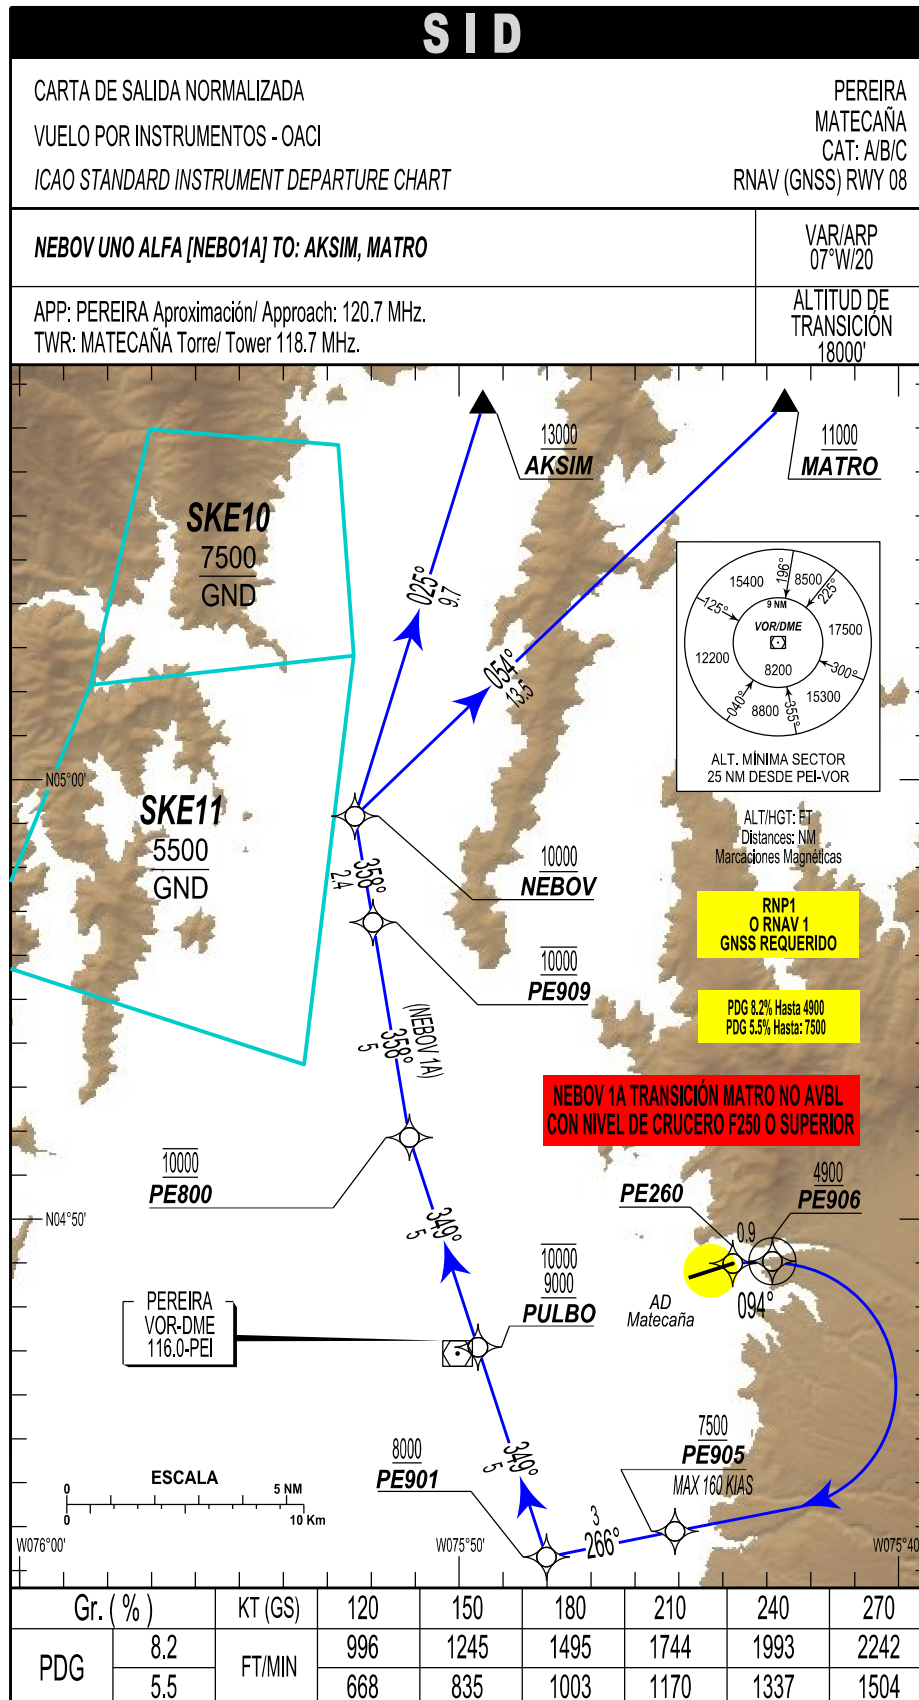 SID
CARTA DE SALIDA NORMALIZADA
VUELO POR INSTRUMENTOS - OACI
ICAO STANDARD INSTRUMENT DEPARTURE CHART
PEREIRA
MATECAÑA
CAT: A/B/C
RNAV (GNSS) RWY 08
NEBOV UNO ALFA [NEBO1A] TO: AKSIM, MATRO
VAR/ARP
07°W/20
APP: PEREIRA Aproximación/ Approach: 120.7 MHz.
TWR: MATECAÑA Torre/ Tower 118.7 MHz.
ALTITUD DE
TRANSICIÓN
18000'
13000
AKSIM
11000
MATRO
SKE10
7500
GND
025°
9.7
054°
13.5
196°
15400
8500
225°
125°
9 NM
VOR/DME
17500
12200
8200
300°
040°
8800
355°
15300
ALT. MÍNIMA SECTOR
25 NM DESDE PEI-VOR
N05°00'
SKE11
5500
GND
ALT/HGT: FT
Distances: NM
Marcaciones Magnéticas
358°
2.4
10000
NEBOV
RNP1
O RNAV 1
GNSS REQUERIDO
10000
PE909
PDG 8.2% Hasta 4900
PDG 5.5% Hasta: 7500
(NEBOV 1A)
358°
5
NEBOV 1A TRANSICIÓN MATRO NO AVBL
CON NIVEL DE CRUCERO F250 O SUPERIOR
10000
PE800
PE260
4900
PE906
N04°50'
349°
5
0.9
094°
10000
9000
PULBO
AD
Matecaña
PEREIRA
VOR-DME
116.0-PEI
349°
5
8000
PE901
7500
PE905
MAX 160 KIAS
ESCALA
0 5 NM
0 10 Km
3
266°
W076°00'
W075°50'
W075°40'
Gr. ( % ) KT (GS) 120 150 180 210 240 270
PDG 8.2 FT/MIN 996 1245 1495 1744 1993 2242
5.5 668 835 1003 1170 1337 1504